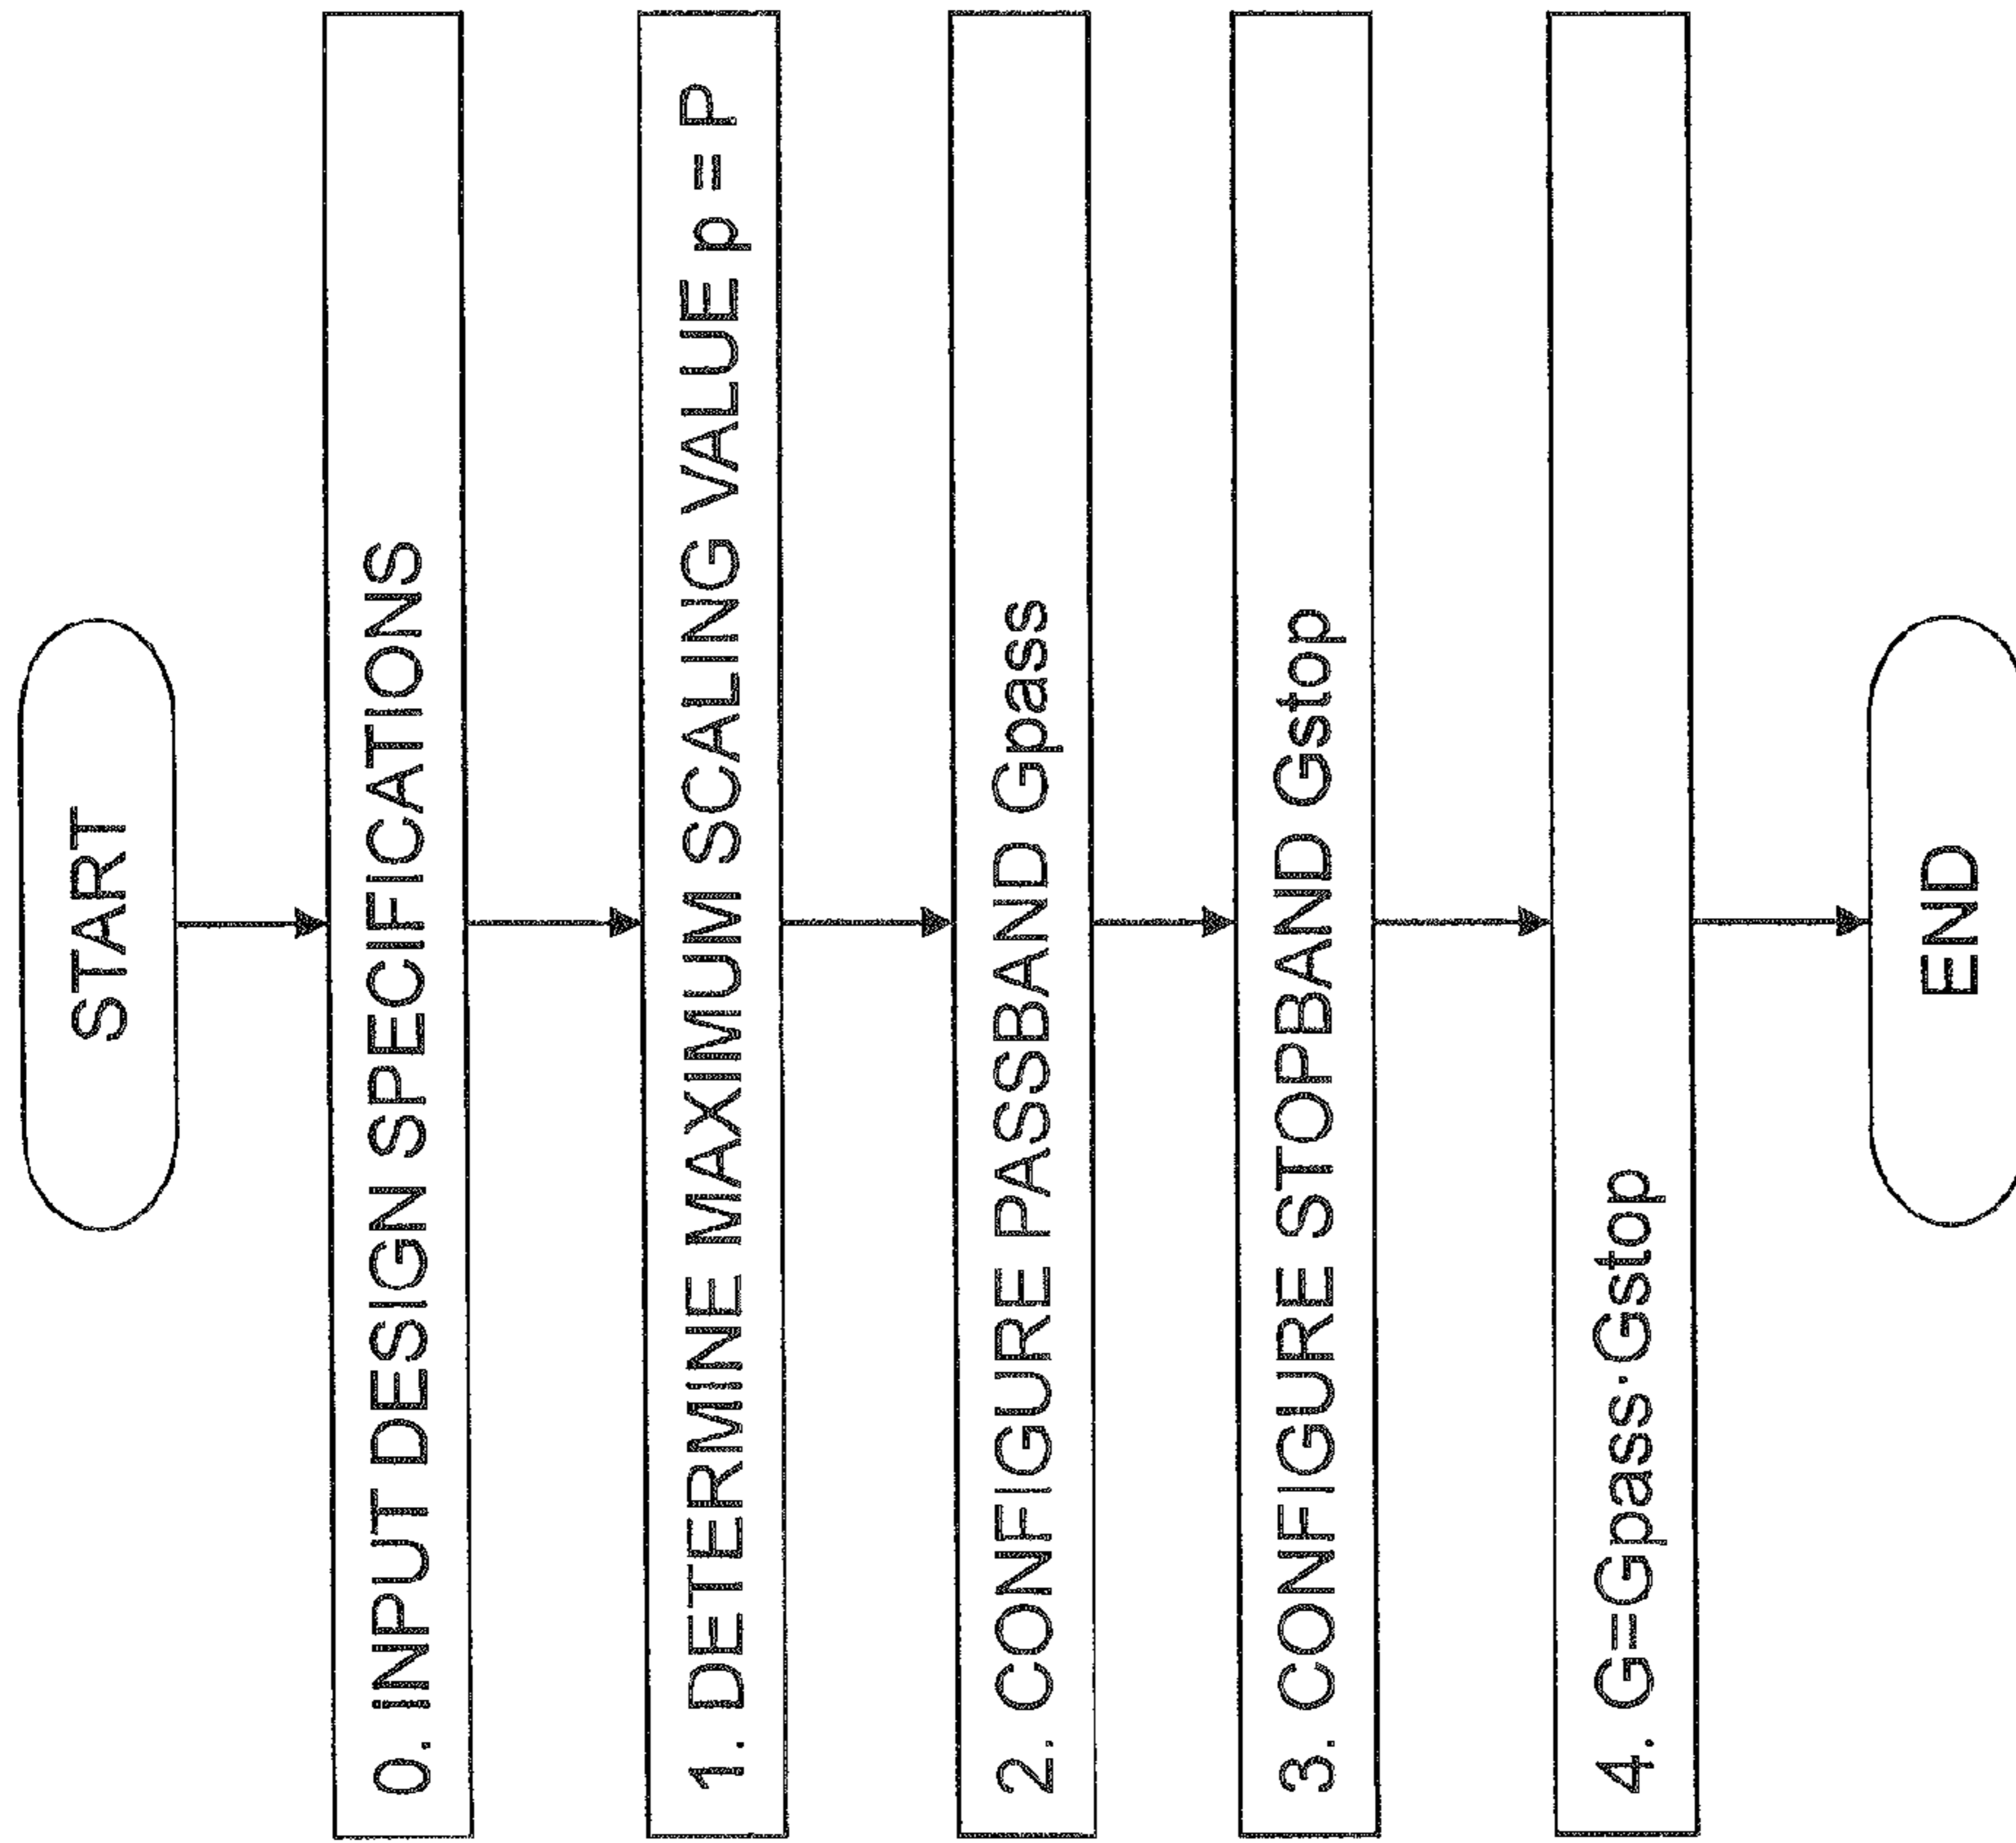 START
0. INPUT DESIGN SPECIFICATIONS
1. DETERMINE MAXIMUM SCALING VALUE p = P
2. CONFIGURE PASSBAND Gpass
3. CONFIGURE STOPBAND Gstop
4. G=Gpass·Gstop
END